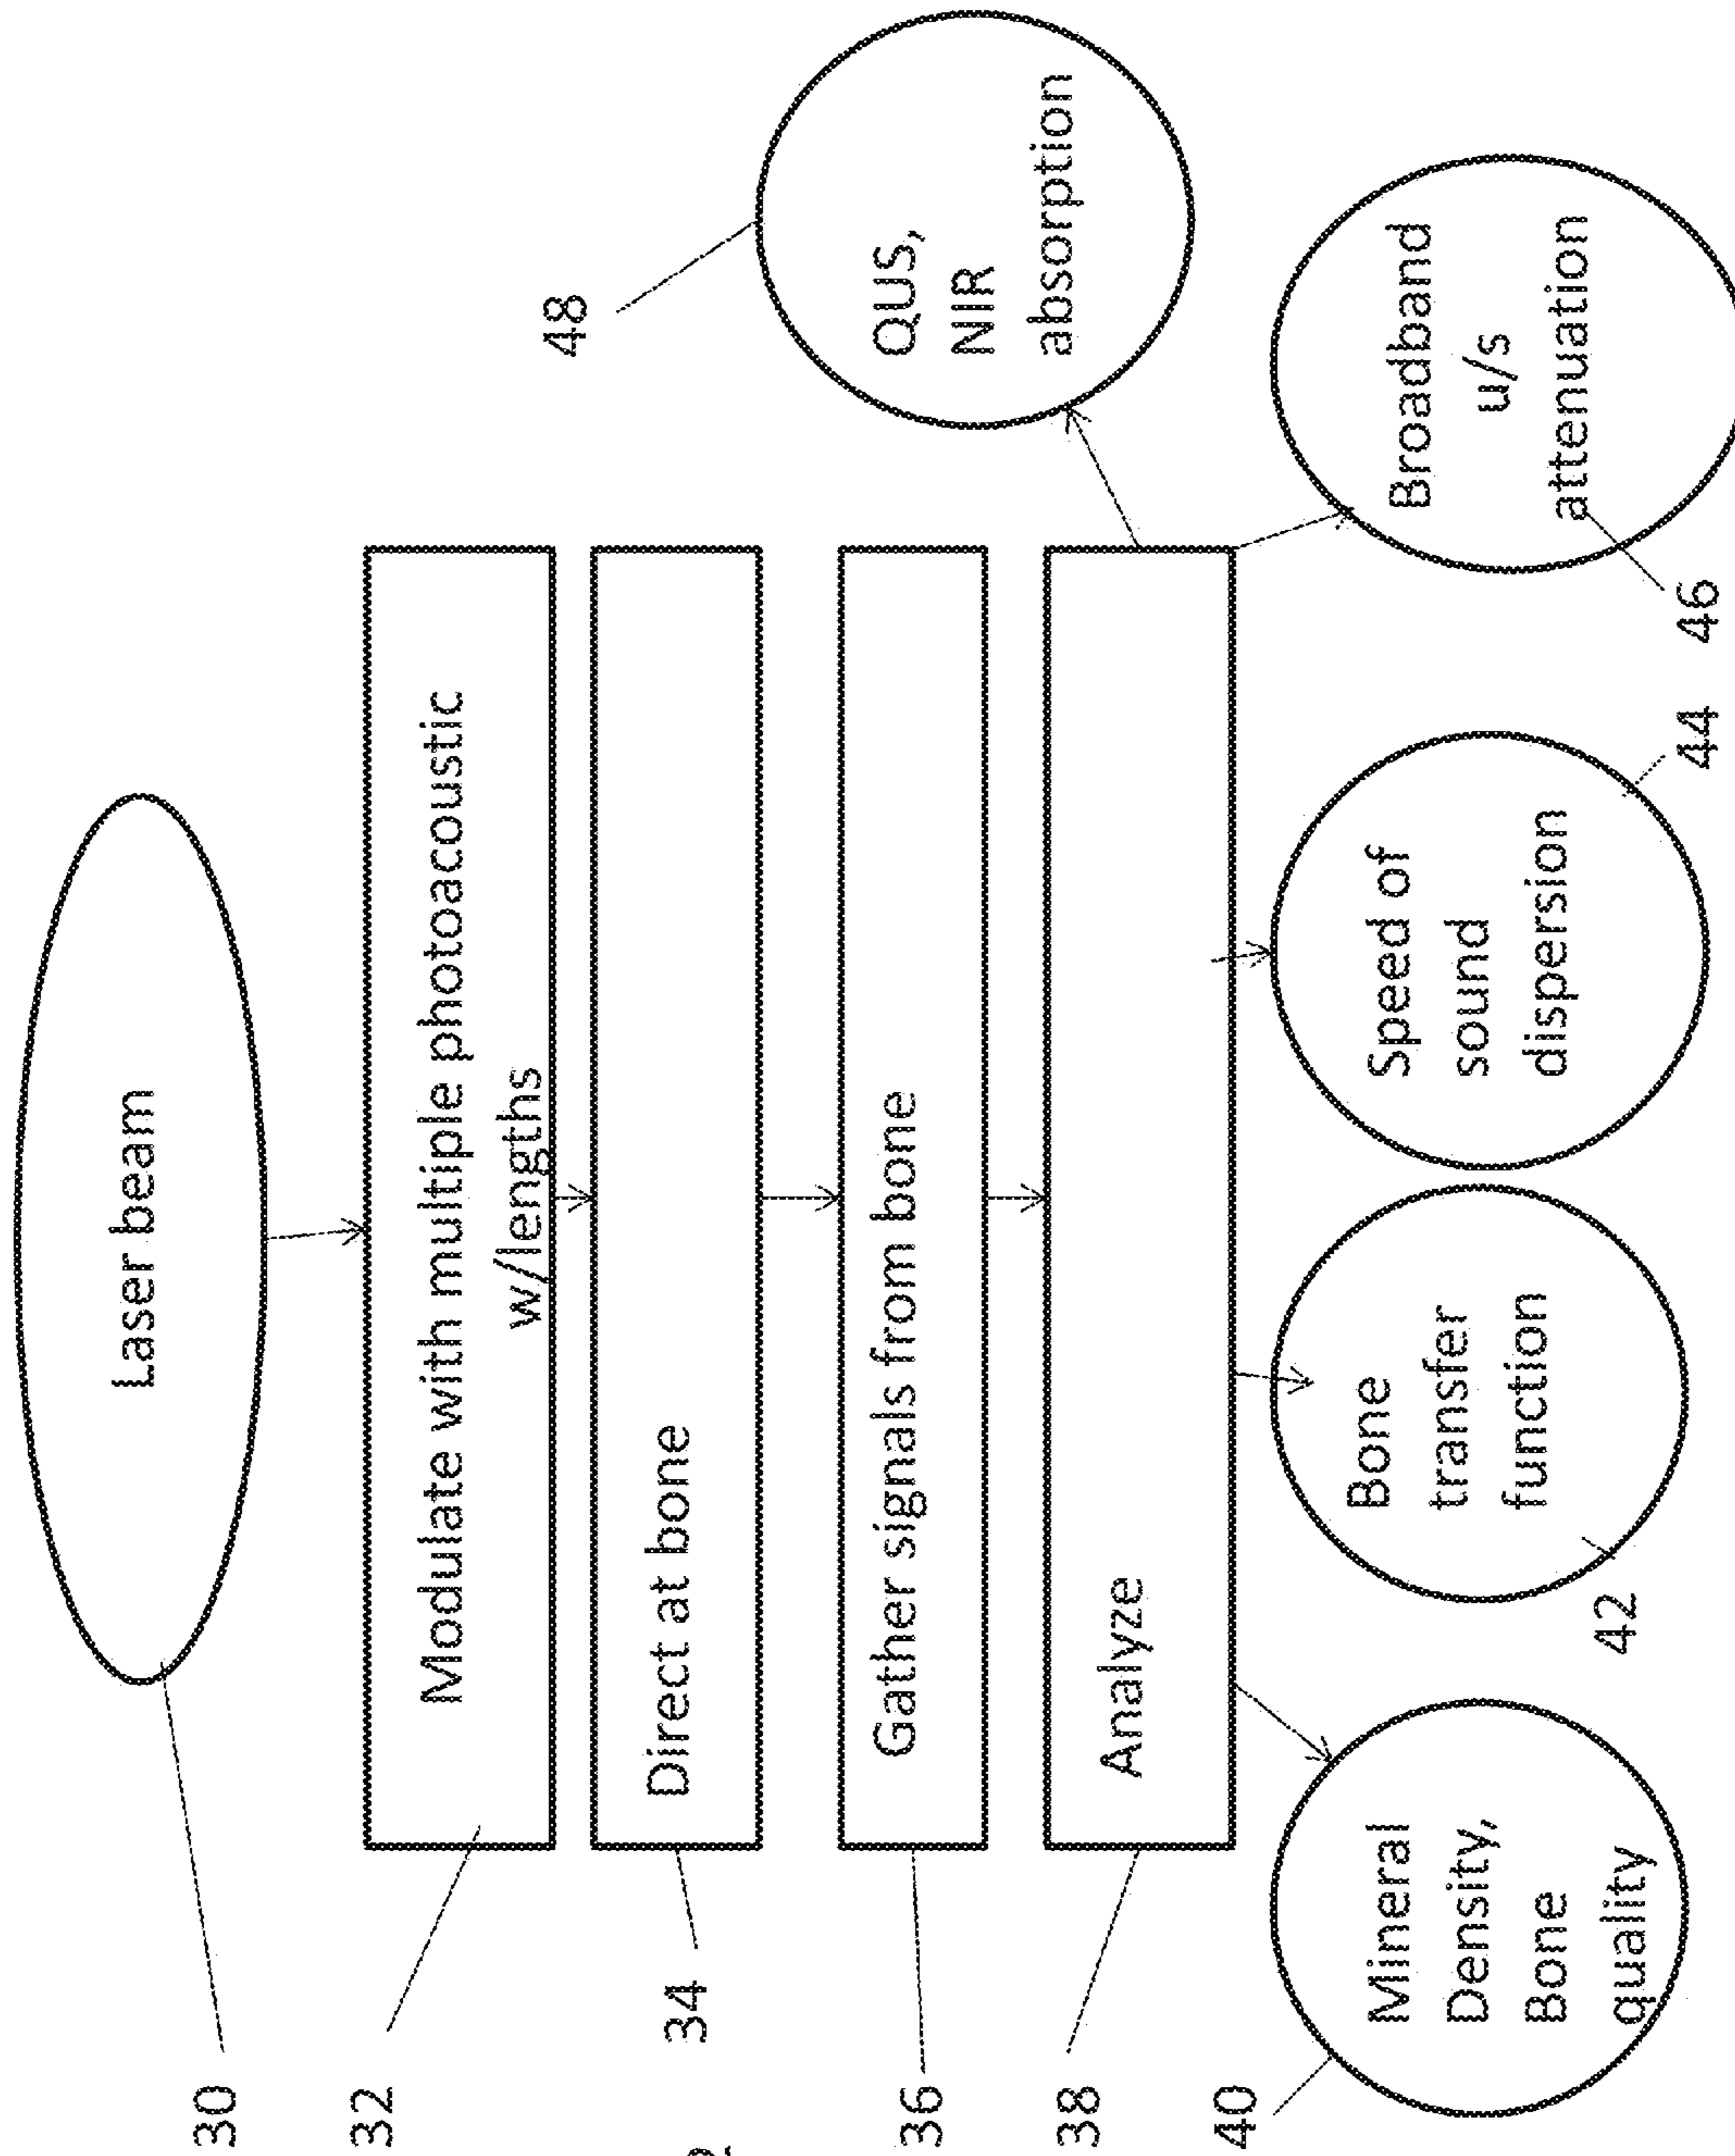 30
Laser beam
32
Modulate with multiple photoacoustic
w/lengths
34
Direct at bone
36
Gather signals from bone
38
Analyze
48
QUS,
NIR
absorption
40
Mineral
Density,
Bone
quality
42
Bone
transfer
function
44
Speed of
sound
dispersion
46
Broadband
u/s
attenuation